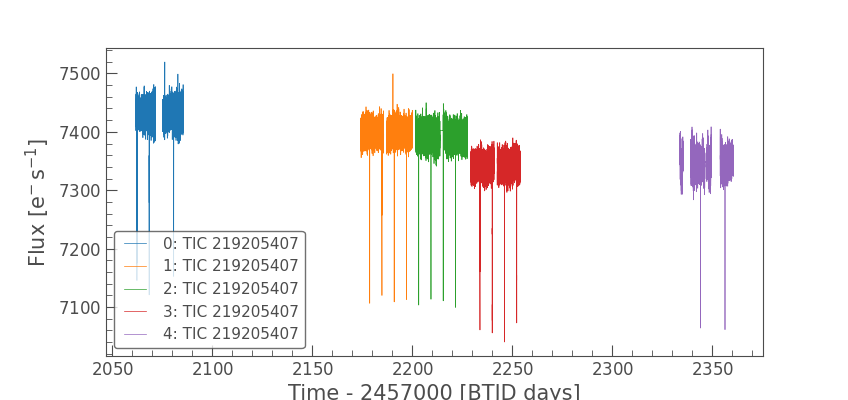 7500
7400
7300
7200
7100
Flux [e⁻ s⁻¹]
0: TIC 219205407
1: TIC 219205407
2: TIC 219205407
3: TIC 219205407
4: TIC 219205407
2050 2100 2150 2200 2250 2300 2350
Time - 2457000 [BTJD days]